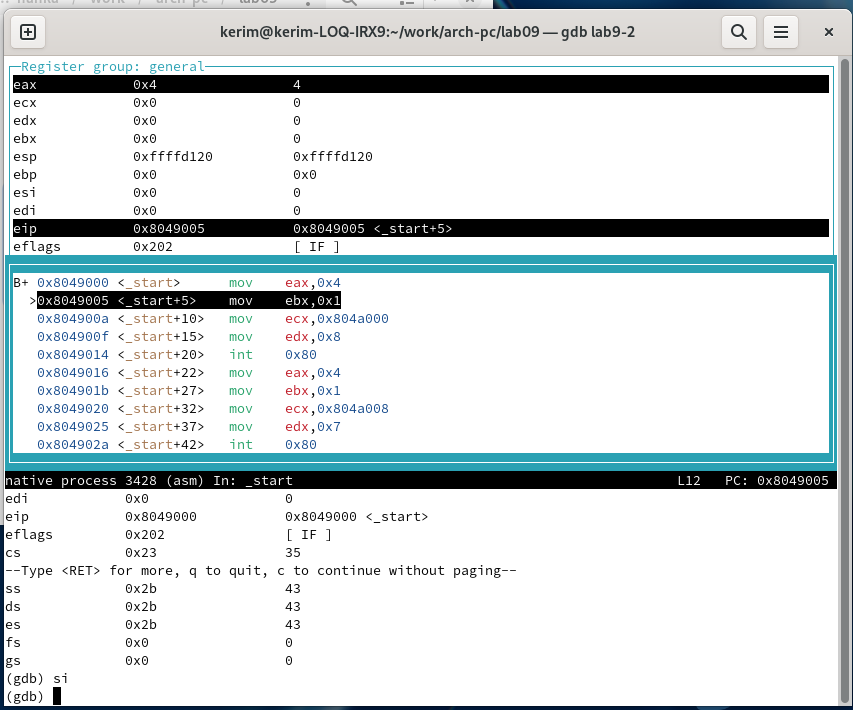 kerim@kerim-LOQ-IRX9:~/work/arch-pc/lab09 — gdb lab9-2
Register group: general
eax 0x4 4
ecx 0x0 0
edx 0x0 0
ebx 0x0 0
esp 0xffffd120 0xffffd120
ebp 0x0 0x0
esi 0x0 0
edi 0x0 0
eip 0x8049005 0x8049005 <_start+5>
eflags 0x202 [ IF ]
B+ 0x8049000 <_start> mov eax,0x4
>0x8049005 <_start+5> mov ebx,0x1
0x804900a <_start+10> mov ecx,0x804a000
0x804900f <_start+15> mov edx,0x8
0x8049014 <_start+20> int 0x80
0x8049016 <_start+22> mov eax,0x4
0x804901b <_start+27> mov ebx,0x1
0x8049020 <_start+32> mov ecx,0x804a008
0x8049025 <_start+37> mov edx,0x7
0x804902a <_start+42> int 0x80
native process 3428 (asm) In: _start L12 PC: 0x8049005
edi 0x0 0
eip 0x8049000 0x8049000 <_start>
eflags 0x202 [ IF ]
cs 0x23 35
--Type <RET> for more, q to quit, c to continue without paging--
ss 0x2b 43
ds 0x2b 43
es 0x2b 43
fs 0x0 0
gs 0x0 0
(gdb) si
(gdb)